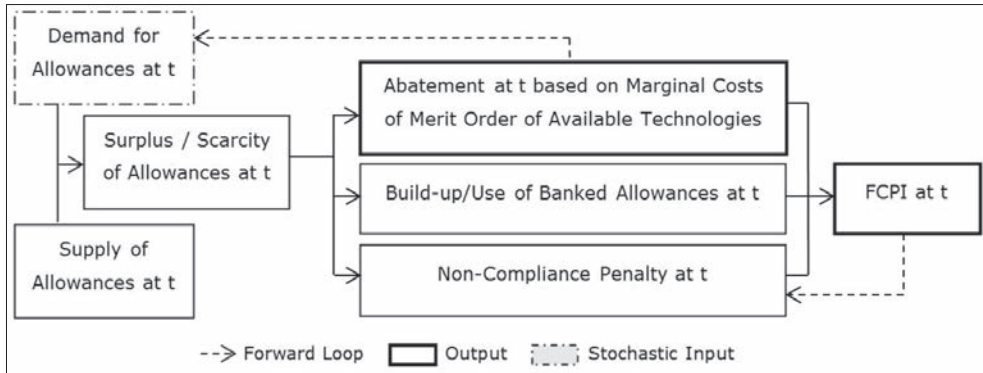 Demand for
Allowances at t
Surplus / Scarcity
of Allowances at t
Supply of
Allowances at t
Abatement at t based on Marginal Costs
of Merit Order of Available Technologies
Build-up/Use of Banked Allowances at t
Non-Compliance Penalty at t
FCPI at t
Forward Loop
Output
Stochastic Input